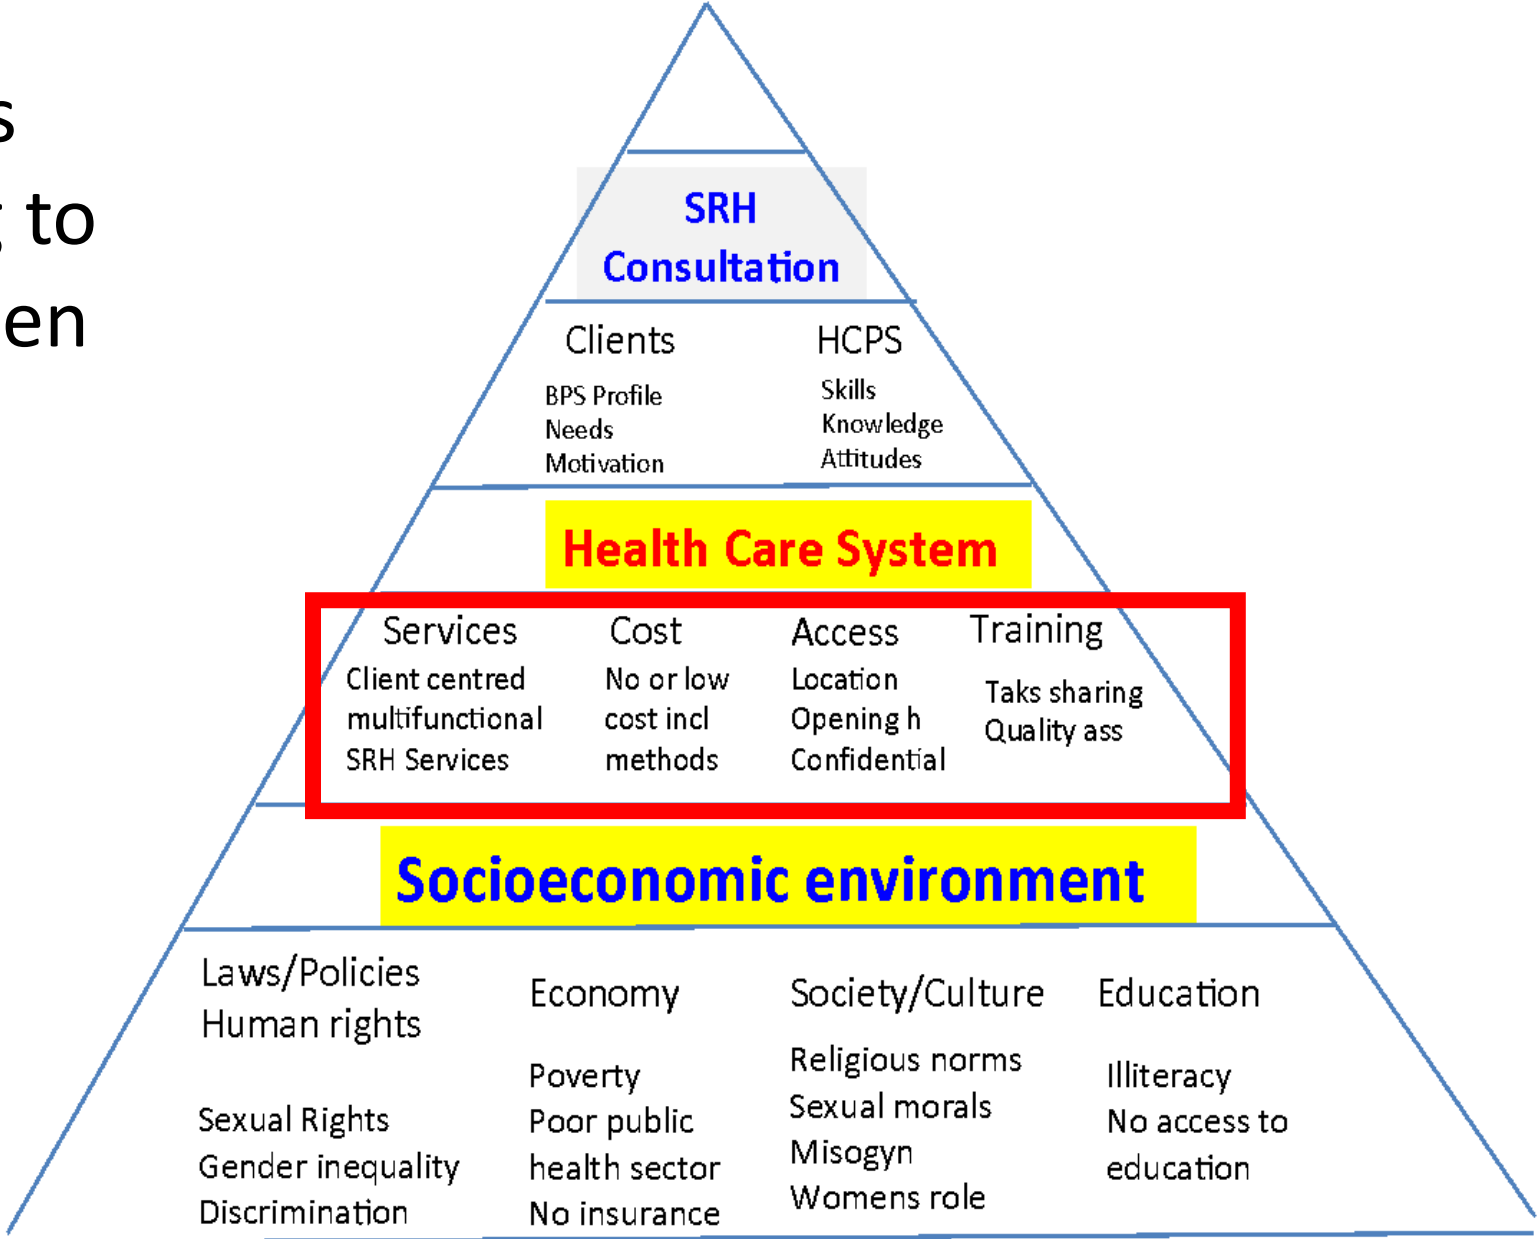 s
g to
en
SRH
Consultation
Clients
BPS Profile
Needs
Motivation
HCPS
Skills
Knowledge
Attitudes
Health Care System
Services
Client centred
multifunctional
SRH Services
Cost
No or low
cost incl
methods
Access
Location
Opening h
Confidential
Training
Taks sharing
Quality ass
Socioeconomic environment
Laws/Policies
Human rights
Sexual Rights
Gender inequality
Discrimination
Economy
Poverty
Poor public
health sector
No insurance
Society/Culture
Religious norms
Sexual morals
Misogyn
Womens role
Education
Illiteracy
No access to
education